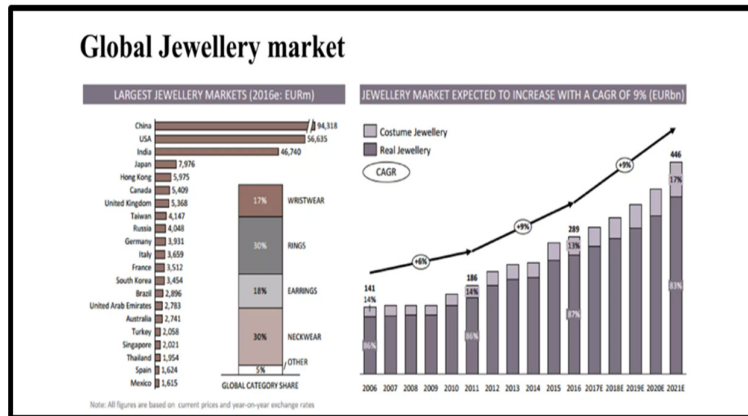 Global Jewellery market
LARGEST JEWELLERY MARKETS (2016e: EURm)
China 94,318
USA 56,635
India 46,740
Japan 7,976
Hong Kong 5,975
Canada 5,409
United Kingdom 5,368
Taiwan 4,147
Russia 4,048
Germany 3,931
Italy 3,659
France 3,512
South Korea 3,454
Brazil 2,896
United Arab Emirates 2,783
Australia 2,741
Turkey 2,058
Singapore 2,021
Thailand 1,954
Spain 1,624
Mexico 1,615
17% WRISTWEAR
30% RINGS
18% EARRINGS
30% NECKWEAR
5% OTHER
GLOBAL CATEGORY SHARE
JEWELLERY MARKET EXPECTED TO INCREASE WITH A CAGR OF 9% (EURbn)
Costume Jewellery
Real Jewellery
CAGR
+6%
+9%
+9%
141
14%
86%
186
14%
86%
289
13%
87%
446
17%
83%
2006 2007 2008 2009 2010 2011 2012 2013 2014 2015 2016 2017E 2018E 2019E 2020E 2021E
Note: All figures are based on current prices and year-on-year exchange rates